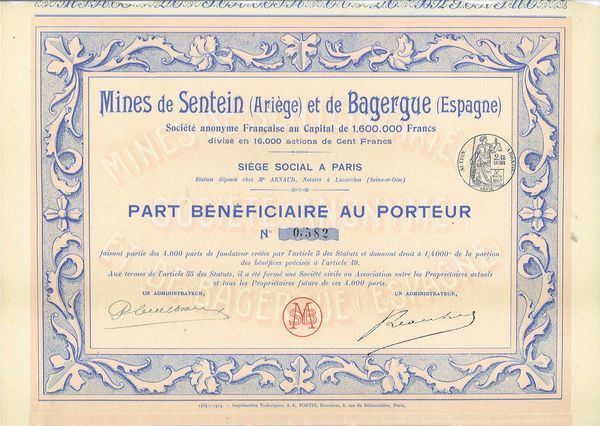 Mines de Sentein (Ariège) et de Bagergue (Espagne)
Société anonyme Française au Capital de 1.600.000 Francs
divisé en 16.000 actions de Cent Francs
SIÈGE SOCIAL A PARIS
Statuts déposés chez Mᵉ ARNAUD, Notaire à Luzarches (Seine-et-Oise)
PART BÉNÉFICIAIRE AU PORTEUR
N° 0.582
faisant partie des 4.000 parts de fondateur créées par l'article 5 des Statuts et donnant droit à 1/4000ᵉ de la portion
des bénéfices précisée à l'article 49.
Aux termes de l'article 55 des Statuts, il a été formé une Société civile ou Association entre les Propriétaires actuels
et tous les Propriétaires futurs de ces 4.000 parts.
UN ADMINISTRATEUR, UN ADMINISTRATEUR,
MSB
Imprimeries Techniques, A.-L. FORTIN, Directeur, 8, rue du Débarcadère, Paris.